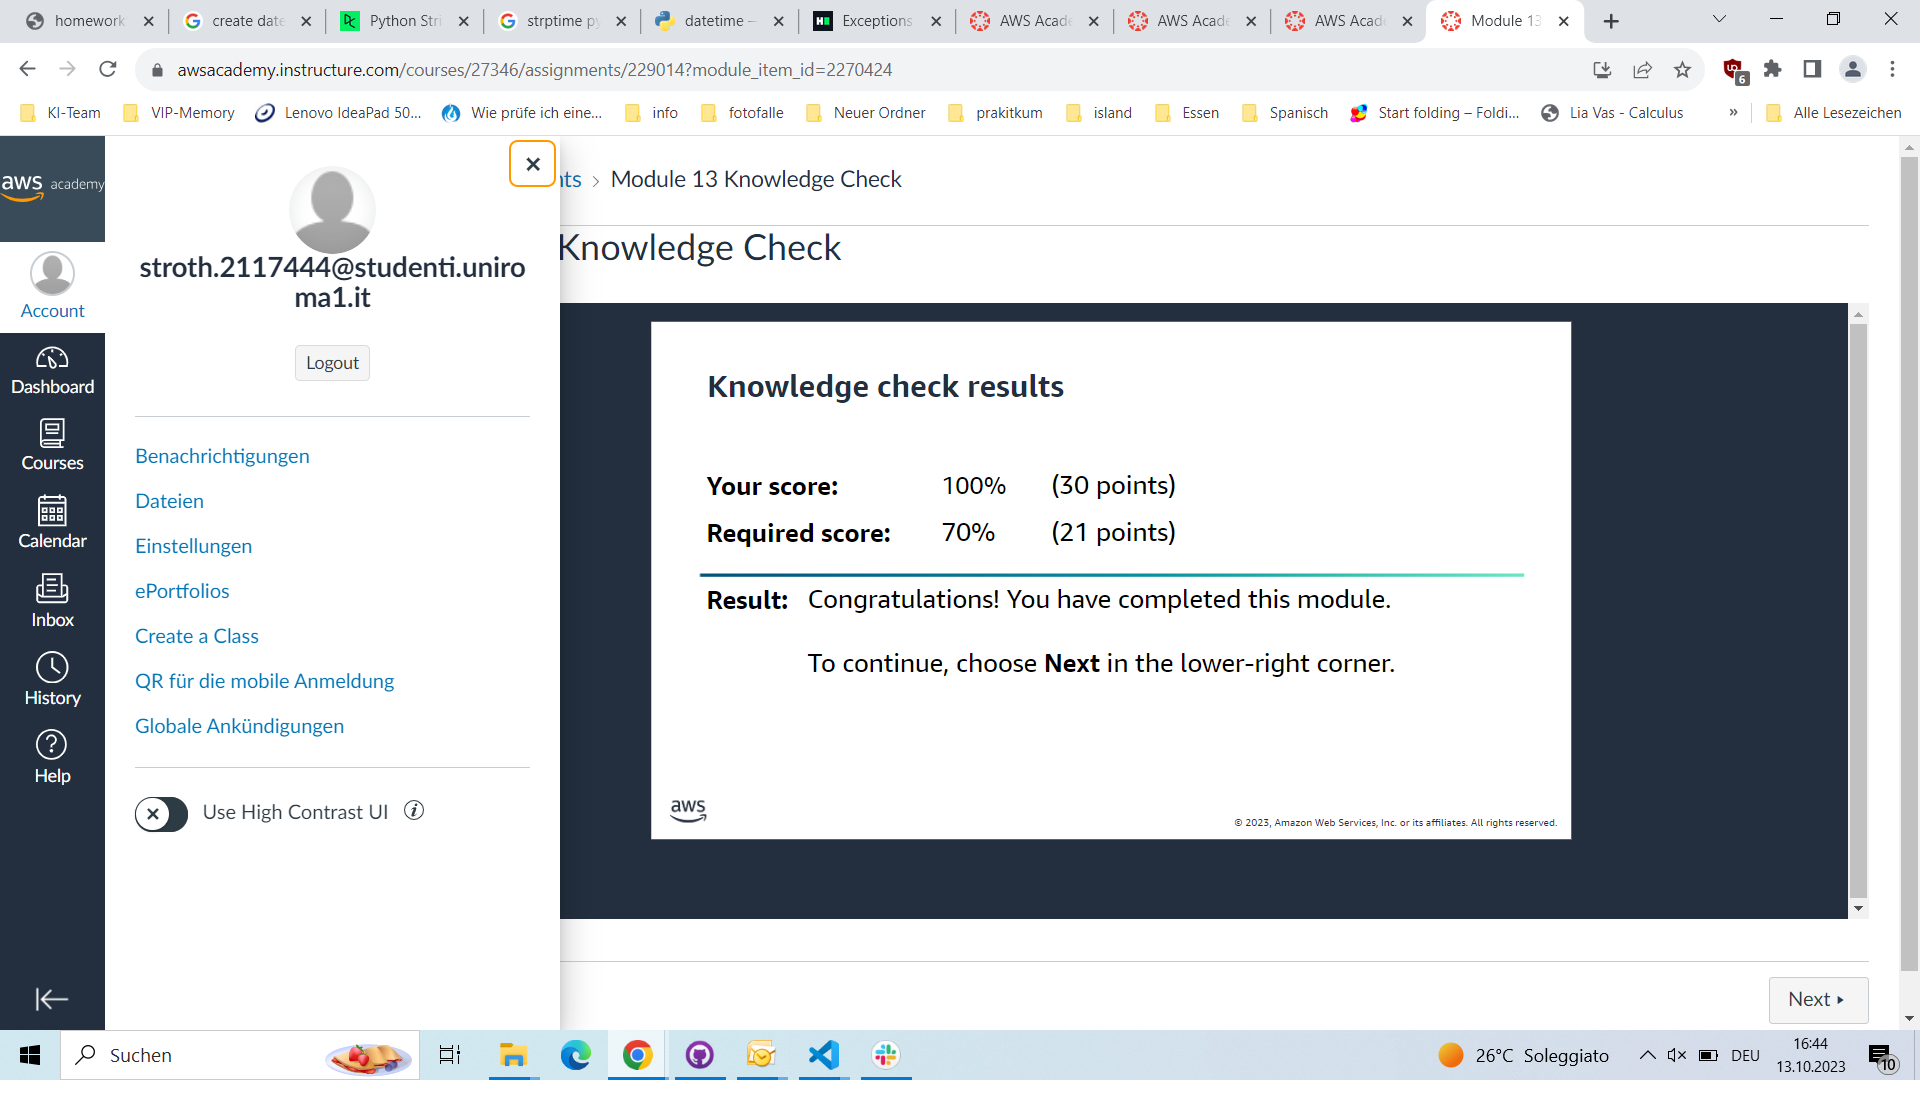 homework
create date
Python Stri
strptime py
datetime —
Exceptions
AWS Acade
AWS Acade
AWS Acade
Module 13
awsacademy.instructure.com/courses/27346/assignments/229014?module_item_id=2270424
6
KI-Team
VIP-Memory
Lenovo IdeaPad 50...
Wie prüfe ich eine...
info
fotofalle
Neuer Ordner
prakitkum
island
Essen
Spanisch
Start folding – Foldi...
Lia Vas - Calculus
»
Alle Lesezeichen
aws academy
Account
Dashboard
Courses
Calendar
Inbox
History
Help
stroth.2117444@studenti.uniro
ma1.it
Logout
Benachrichtigungen
Dateien
Einstellungen
ePortfolios
Create a Class
QR für die mobile Anmeldung
Globale Ankündigungen
Use High Contrast UI
nts › Module 13 Knowledge Check
Knowledge Check
Knowledge check results
Your score: 100% (30 points)
Required score: 70% (21 points)
Result: Congratulations! You have completed this module.
To continue, choose Next in the lower-right corner.
aws
© 2023, Amazon Web Services, Inc. or its affiliates. All rights reserved.
Next
Suchen
26°C Soleggiato
DEU
16:44
13.10.2023
10